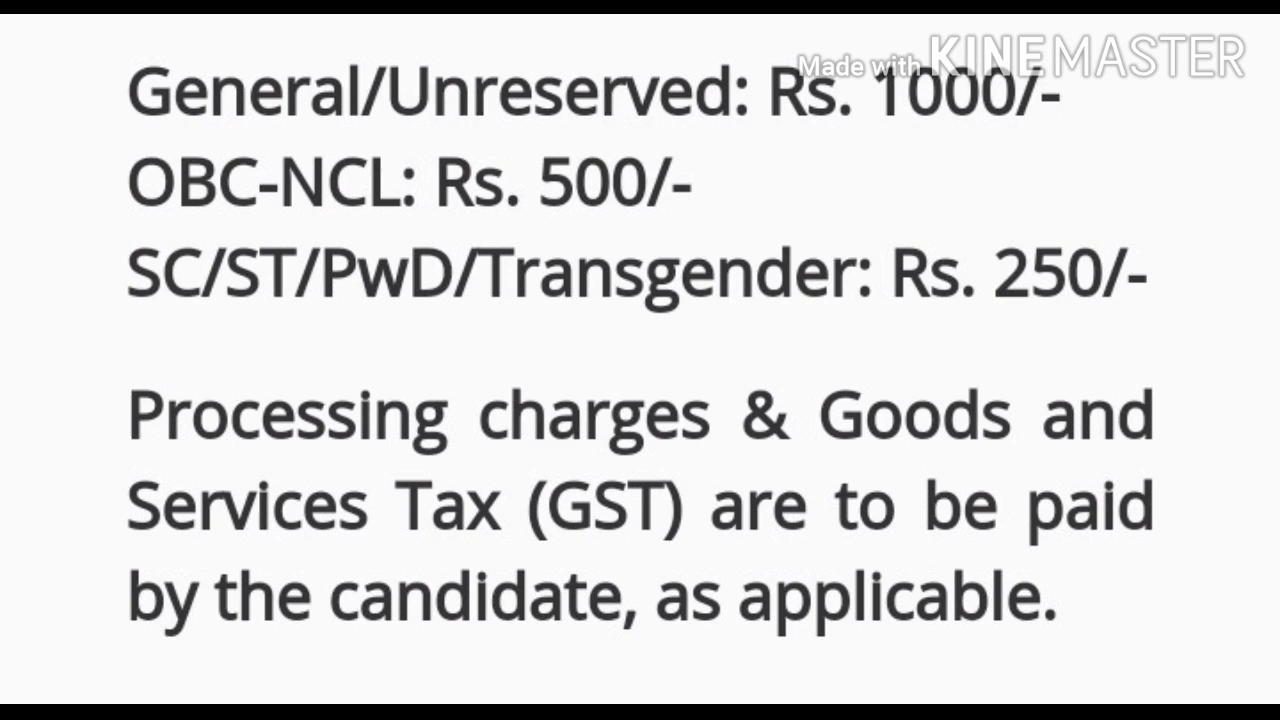 Made with KINEMASTER
General/Unreserved: Rs. 1000/-
OBC-NCL: Rs. 500/-
SC/ST/PwD/Transgender: Rs. 250/-
Processing charges & Goods and
Services Tax (GST) are to be paid
by the candidate, as applicable.